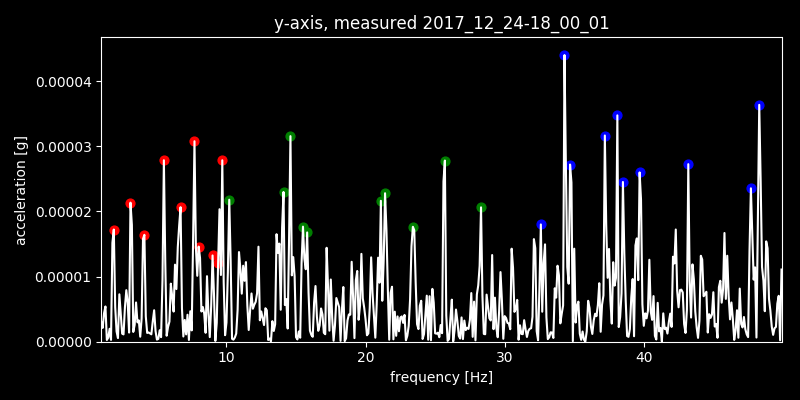 y-axis, measured 2017_12_24-18_00_01
acceleration [g]
0.00004
0.00003
0.00002
0.00001
0.00000
10 20 30 40
frequency [Hz]